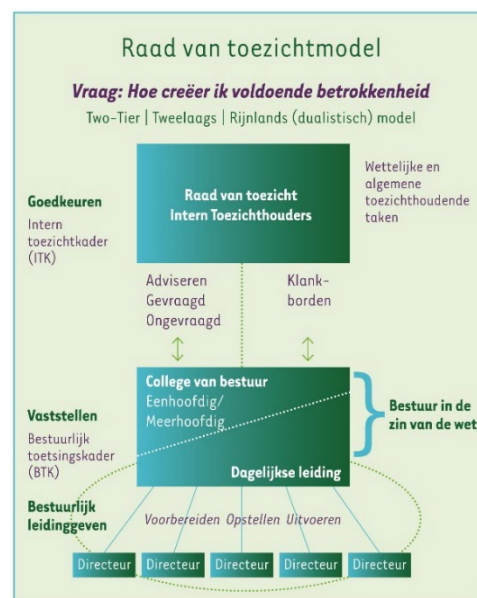 Raad van toezichtmodel
Vraag: Hoe creëer ik voldoende betrokkenheid
Two-Tier | Tweelaags | Rijnlands (dualistisch) model
Goedkeuren
Intern
toezichtkader
(ITK)
Raad van toezicht
Intern Toezichthouders
Wettelijke en
algemene
toezichthoudende
taken
Adviseren
Gevraagd
Ongevraagd
Klank-
borden
Vaststellen
Bestuurlijk
toetsingskader
(BTK)
College van bestuur
Eenhoofdig/
Meerhoofdig
Dagelijkse leiding
Bestuur in de
zin van de wet
Bestuurlijk
leidinggeven
Voorbereiden Opstellen Uitvoeren
Directeur Directeur Directeur Directeur Directeur